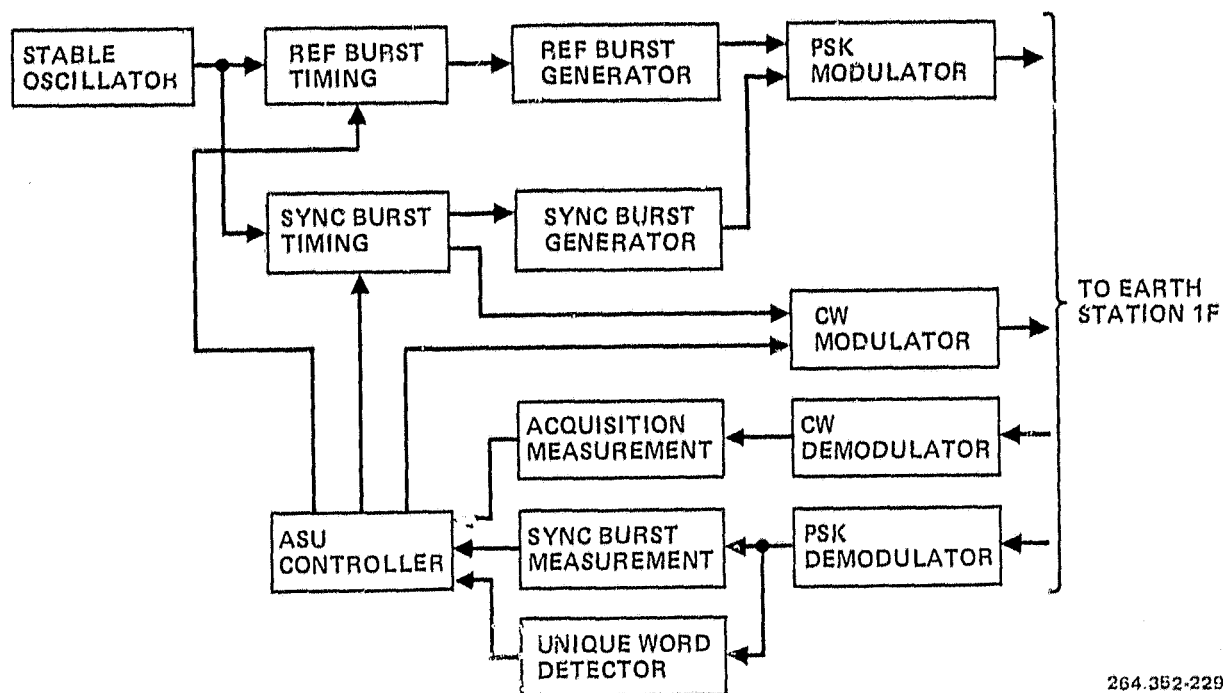 STABLE
OSCILLATOR
REF BURST
TIMING
REF BURST
GENERATOR
PSK
MODULATOR
SYNC BURST
TIMING
SYNC BURST
GENERATOR
CW
MODULATOR
TO EARTH
STATION 1F
ACQUISITION
MEASUREMENT
CW
DEMODULATOR
ASU
CONTROLLER
SYNC BURST
MEASUREMENT
PSK
DEMODULATOR
UNIQUE WORD
DETECTOR
264.352-229